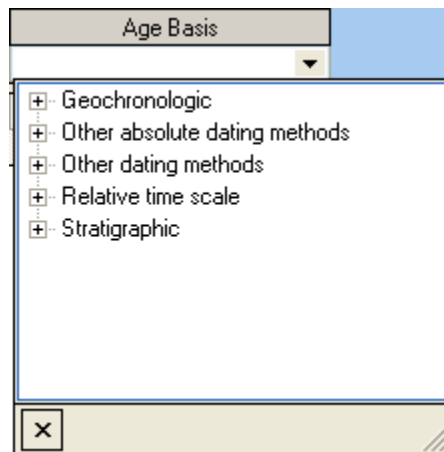 Age Basis
Geochronologic
Other absolute dating methods
Other dating methods
Relative time scale
Stratigraphic